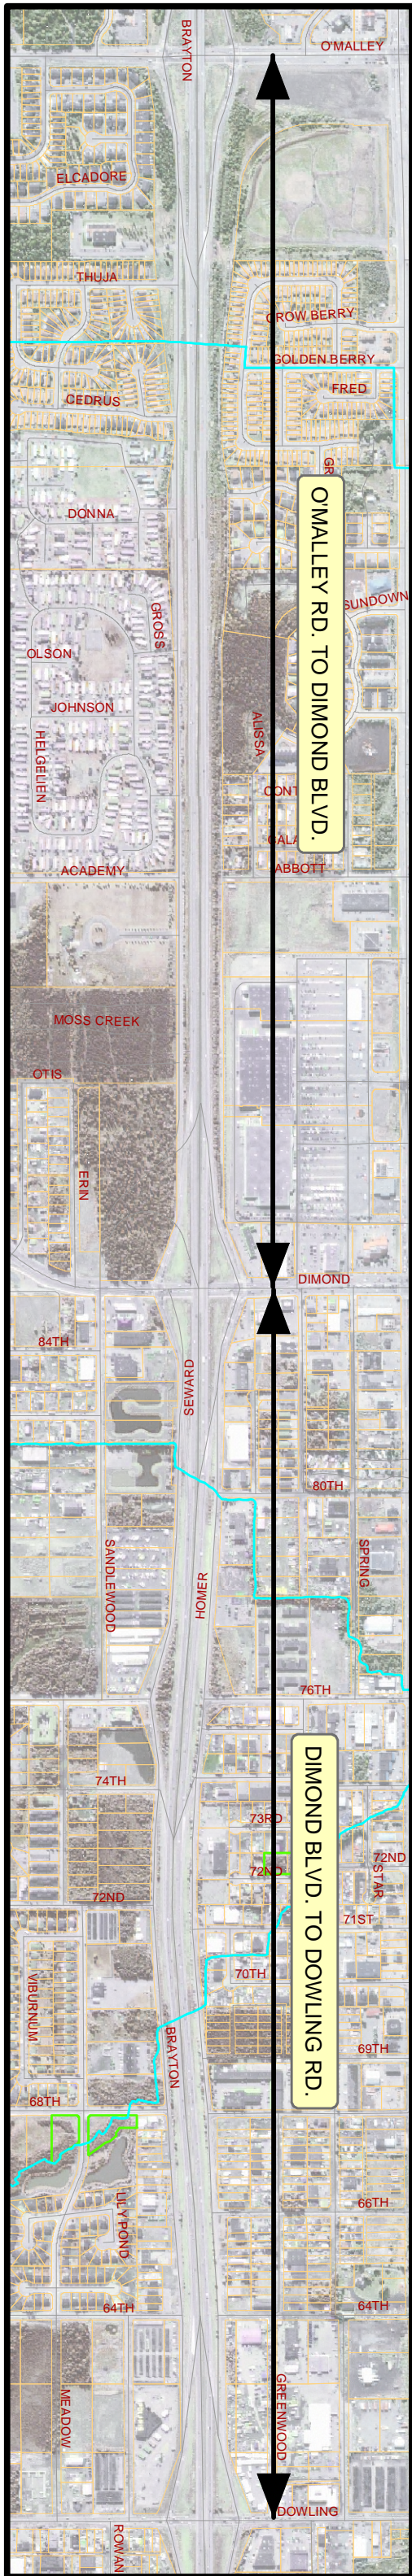 BRAYTON
O'MALLEY
ELCADORE
THUJA
CROW BERRY
GOLDEN BERRY
FRED
CEDRUS
GR
DONNA
O'MALLEY RD. TO DIMOND BLVD.
SUNDOWN
GROSS
OLSON
JOHNSON
HELGELIEN
ALISSA
CONT
GALA
ABBOTT
ACADEMY
MOSS CREEK
OTIS
ERIN
DIMOND
84TH
SEWARD
80TH
SANDLEWOOD
SPRING
HOMER
76TH
74TH
DIMOND BLVD. TO DOWLING RD.
73RD
72ND
72ND
STAR
72ND
71ST
70TH
VIBURNUM
BRAYTON
69TH
68TH
LILY POND
66TH
64TH
64TH
MEADOW
GREENWOOD
DOWLING
ROWAN